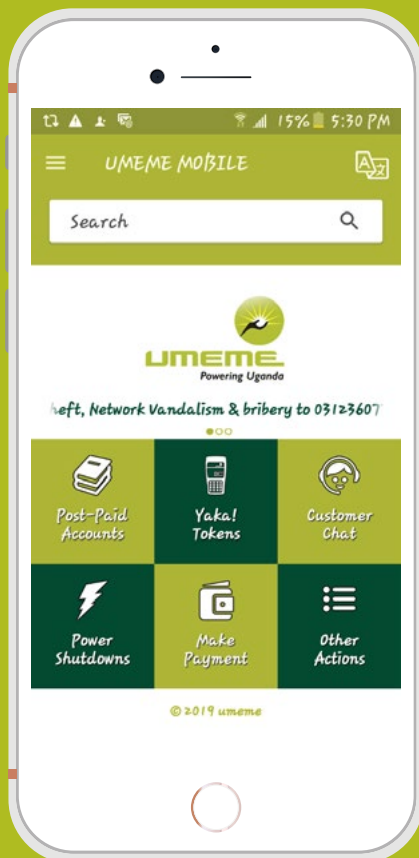 15% 5:30 PM
UMEME MOBILE
Search
UMEME
Powering Uganda
heft, Network Vandalism & bribery to 03123607
Post-Paid
Accounts
Yaka!
Tokens
Customer
Chat
Power
Shutdowns
Make
Payment
Other
Actions
© 2019 umeme